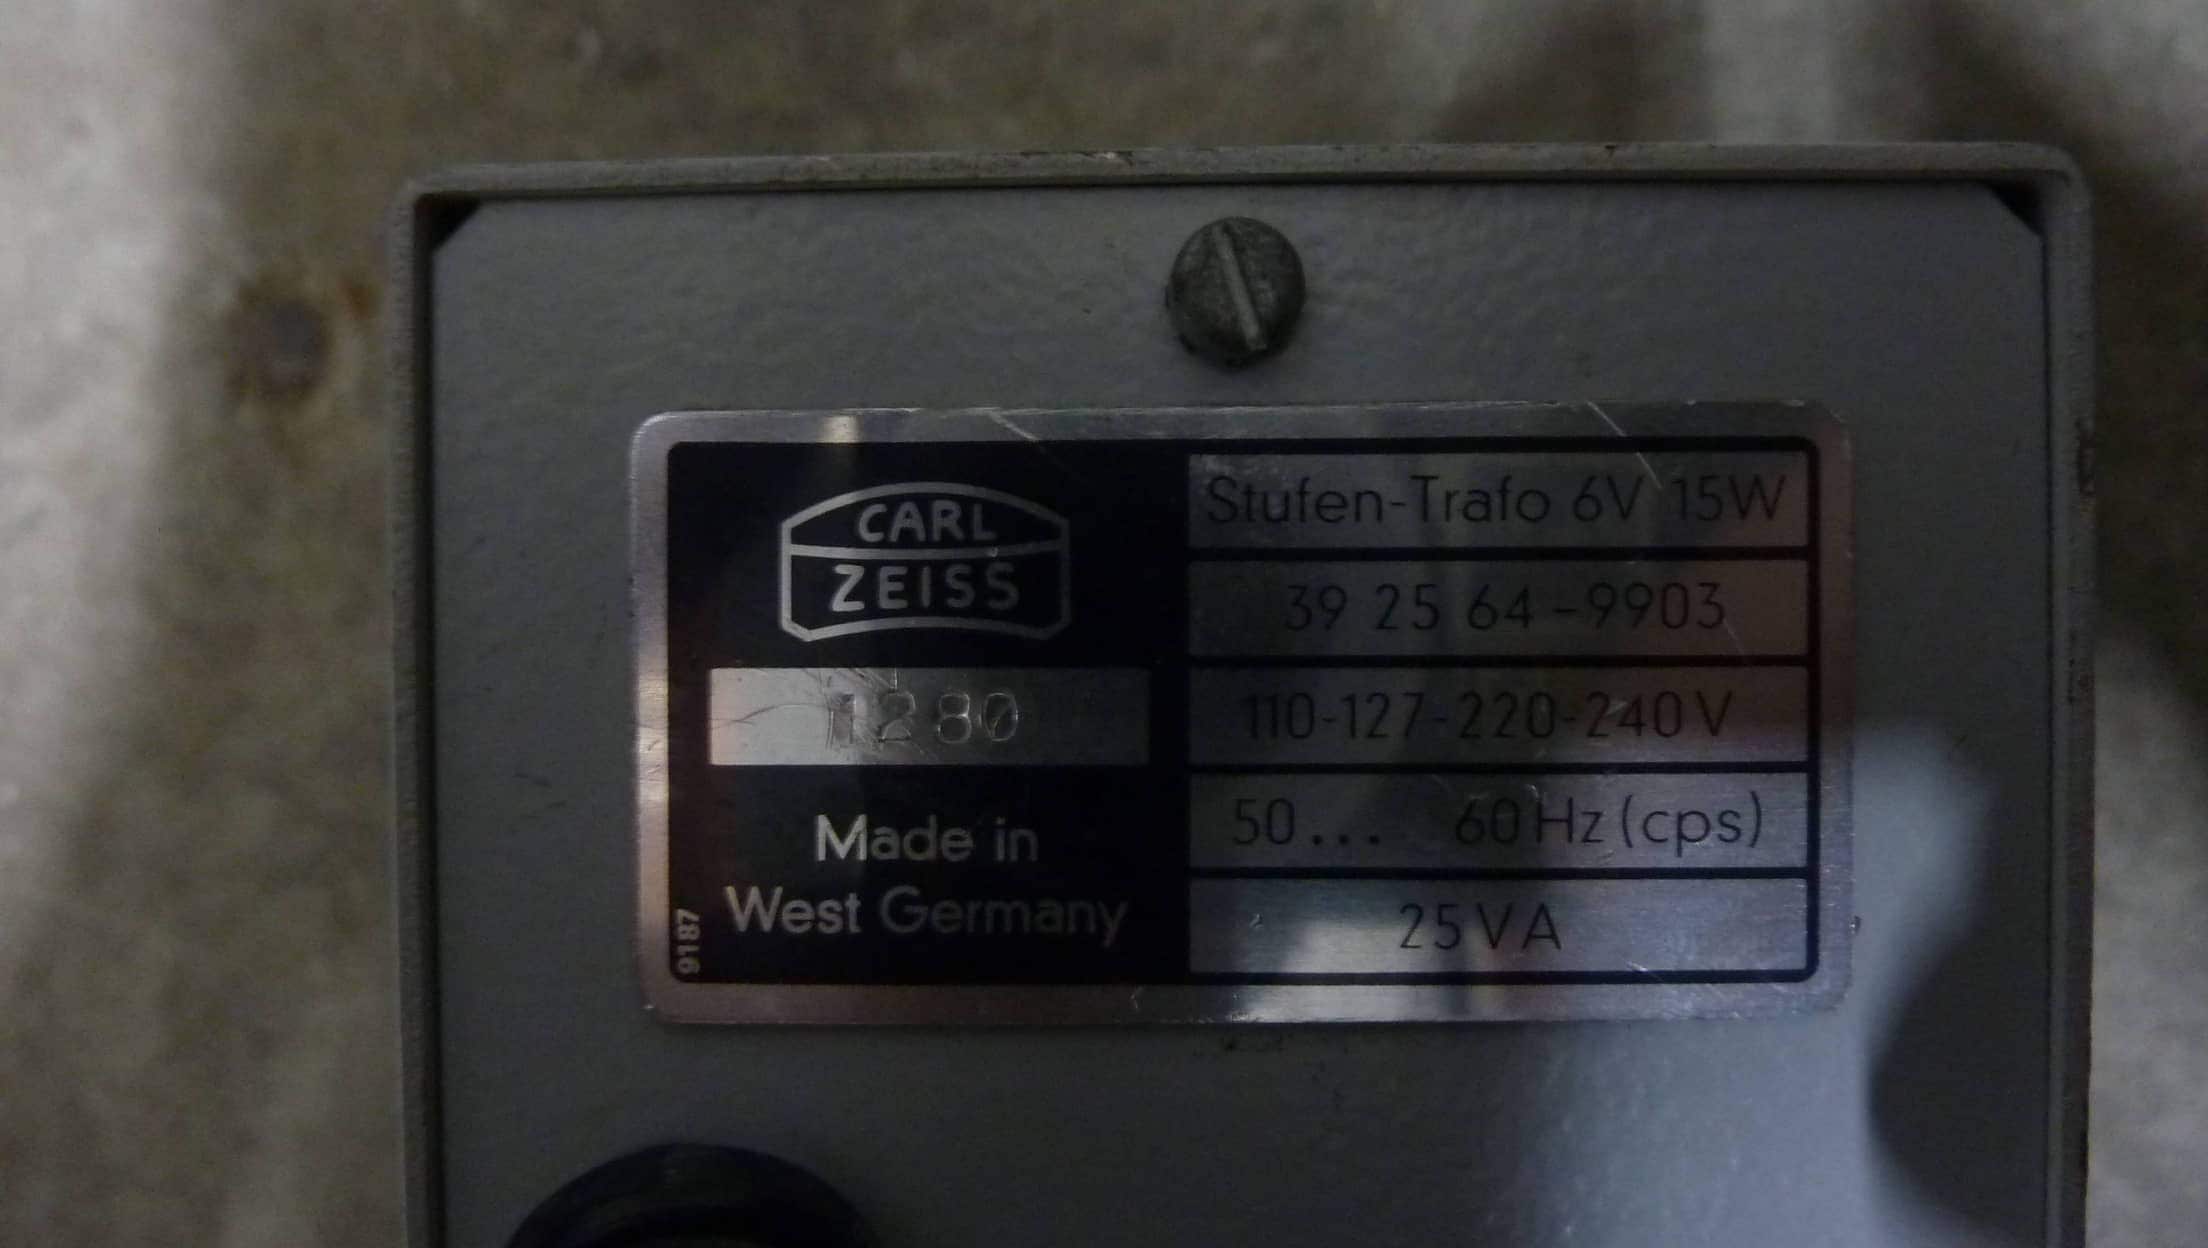 CARL
ZEISS
1280
Made in
West Germany
9187
Stufen-Trafo 6V 15W
39 25 64-9903
110-127-220-240V
50... 60Hz (cps)
25VA